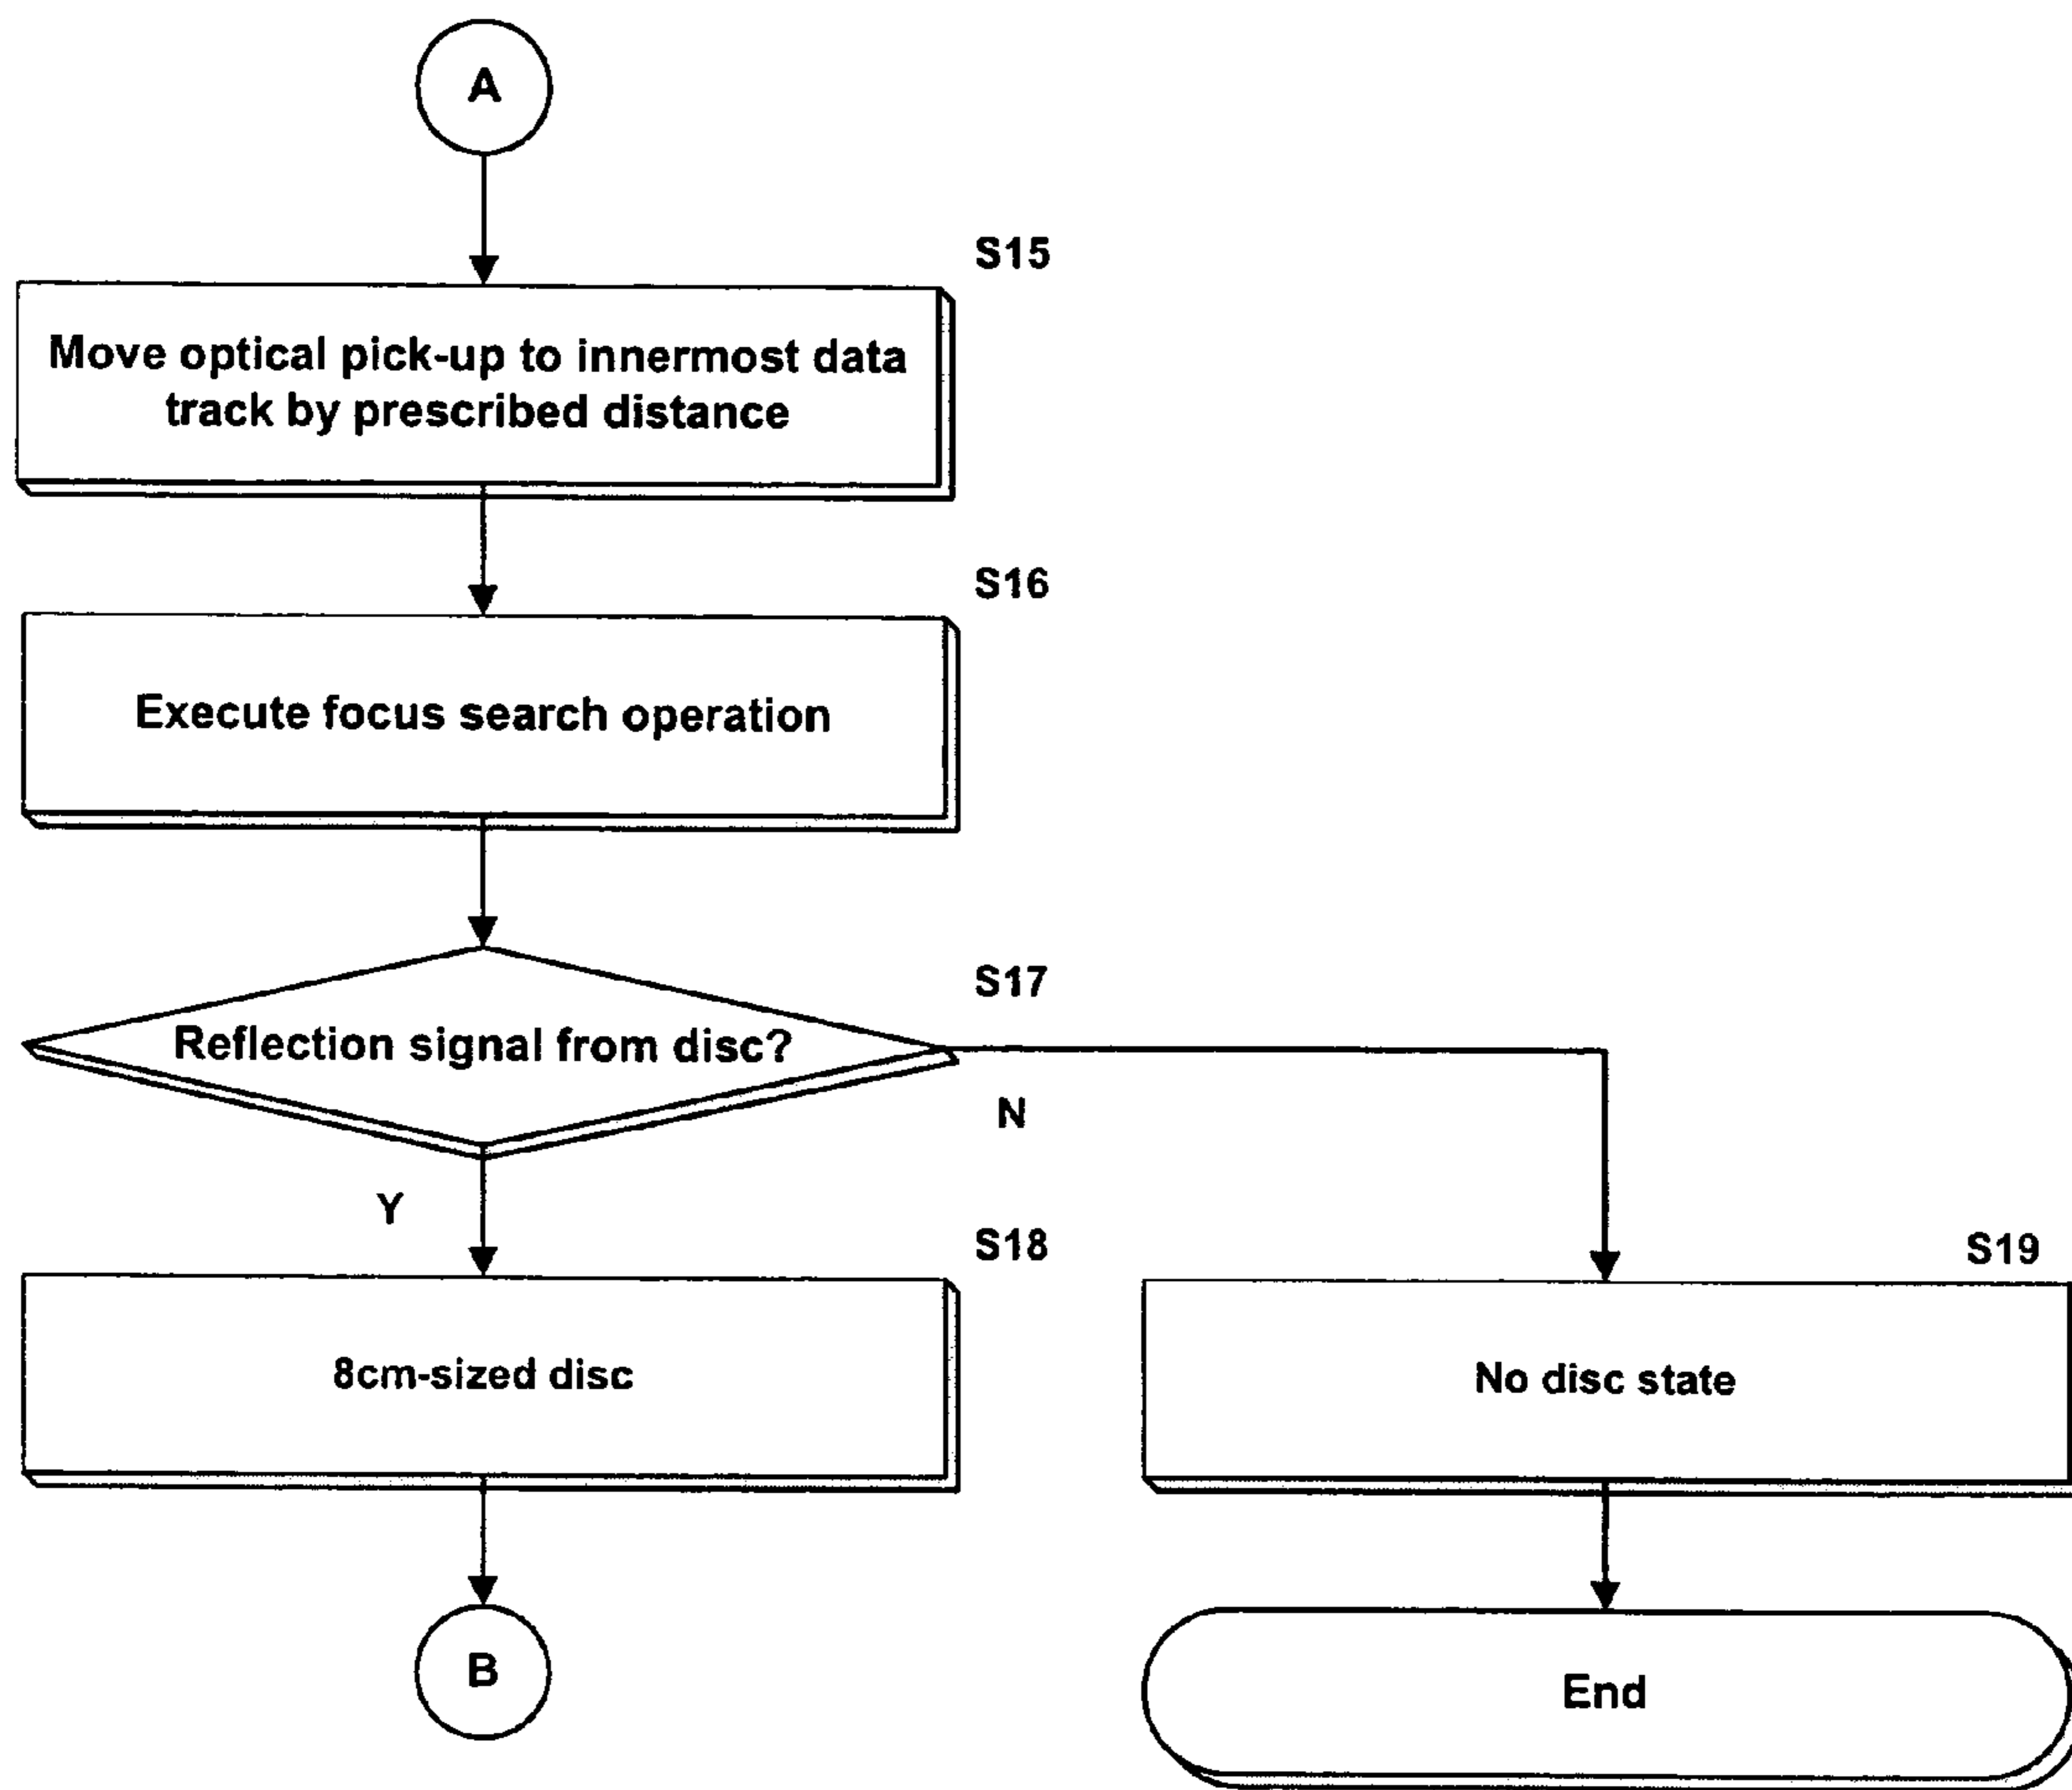 A
S15
Move optical pick-up to innermost data
track by prescribed distance
S16
Execute focus search operation
S17
Reflection signal from disc?
N
Y
S18
8cm-sized disc
S19
No disc state
B
End